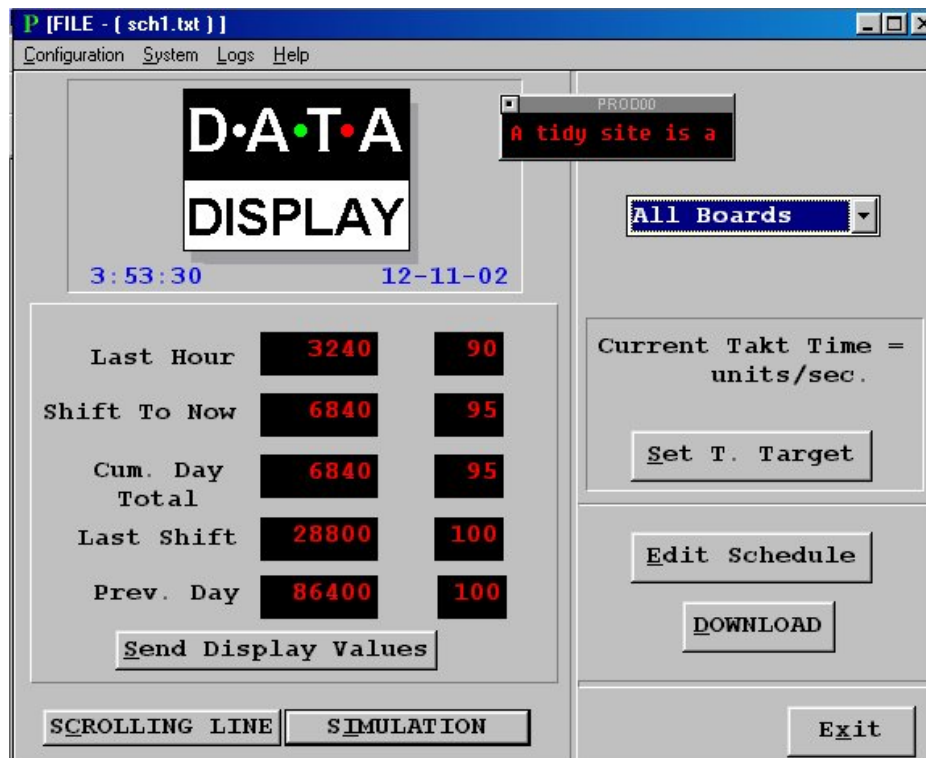 P [FILE - ( sch1.txt ) ]
Configuration System Logs Help
D•A•T•A
DISPLAY
3:53:30 12-11-02
PROD00
A tidy site is a
All Boards
Last Hour 3240 90
Shift To Now 6840 95
Cum. Day
Total 6840 95
Last Shift 28800 100
Prev. Day 86400 100
Send Display Values
SCROLLING LINE SIMULATION
Current Takt Time =
units/sec.
Set T. Target
Edit Schedule
DOWNLOAD
Exit